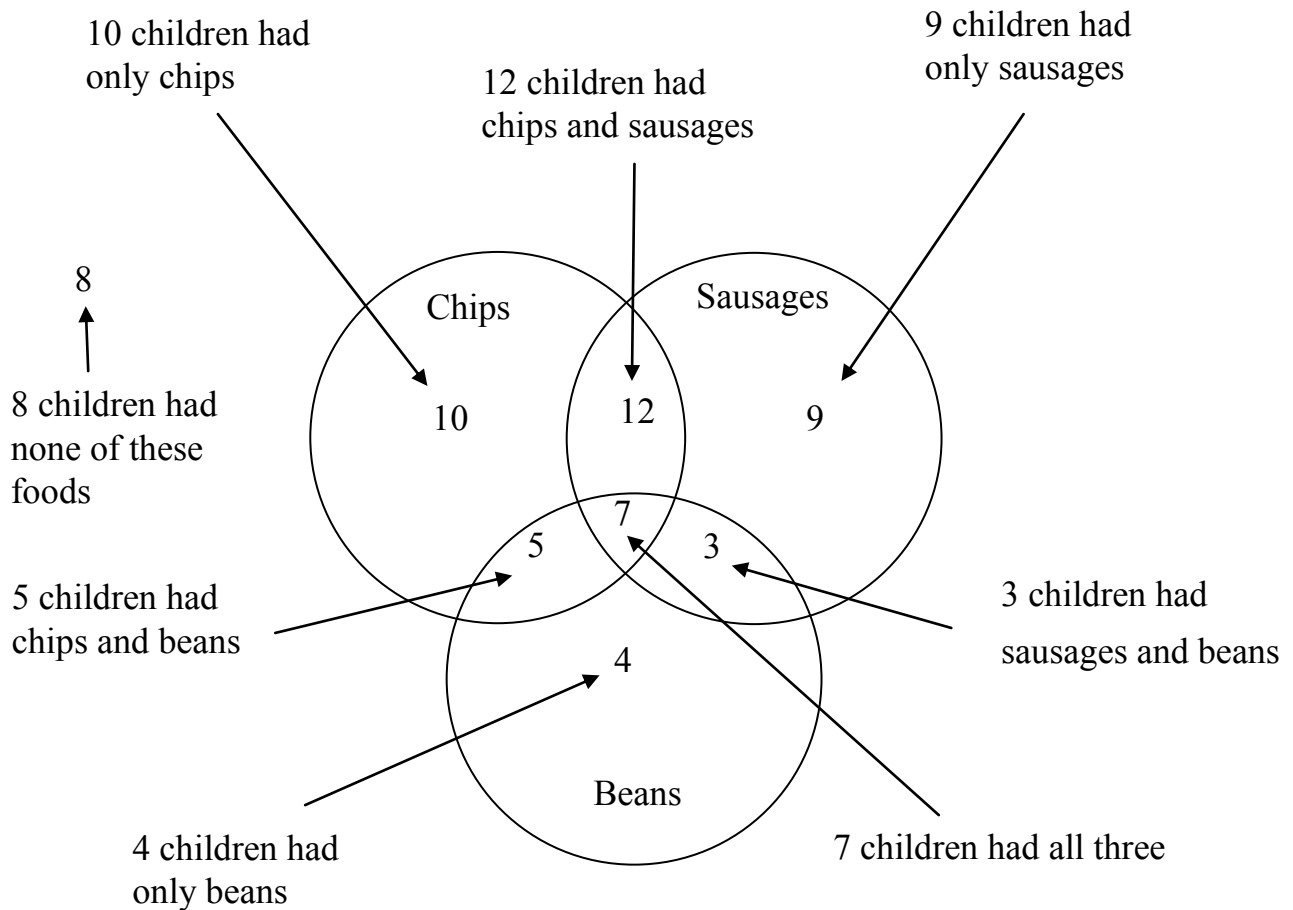 10 children had
only chips
9 children had
only sausages
12 children had
chips and sausages
8
8 children had
none of these
foods
Chips
Sausages
10
12
9
7
5
3
5 children had
chips and beans
3 children had
sausages and beans
4
Beans
4 children had
only beans
7 children had all three